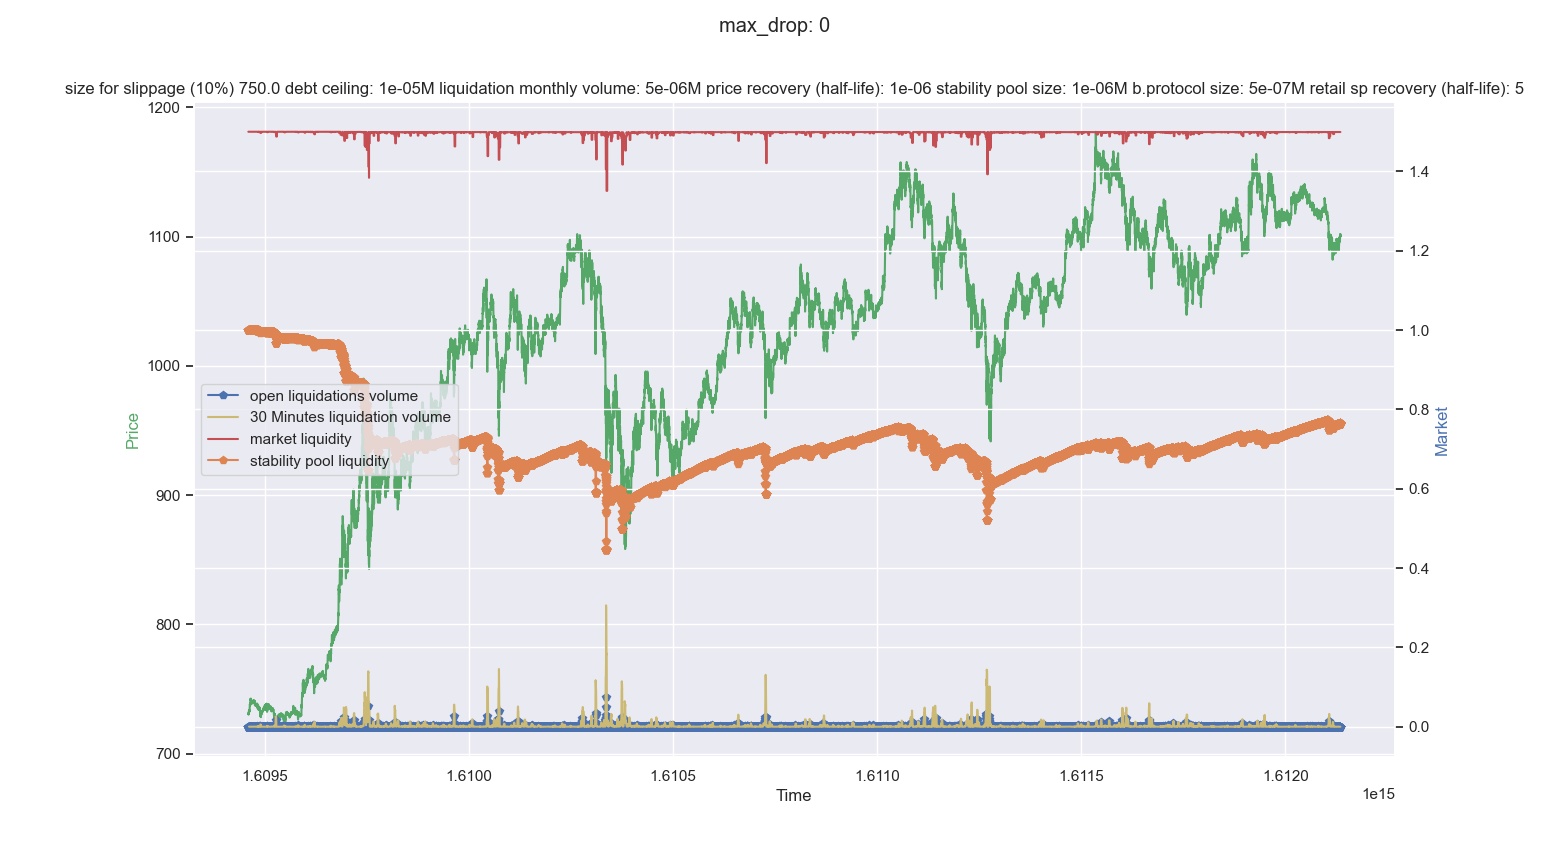 max_drop: 0
size for slippage (10%) 750.0 debt ceiling: 1e-05M liquidation monthly volume: 5e-06M price recovery (half-life): 1e-06 stability pool size: 1e-06M b.protocol size: 5e-07M retail sp recovery (half-life): 5
1200
1100
1000
900
800
700
Price
open liquidations volume
30 Minutes liquidation volume
market liquidity
stability pool liquidity
1.4
1.2
1.0
0.8
0.6
0.4
0.2
0.0
Market
1.6095 1.6100 1.6105 1.6110 1.6115 1.6120
Time
1e15